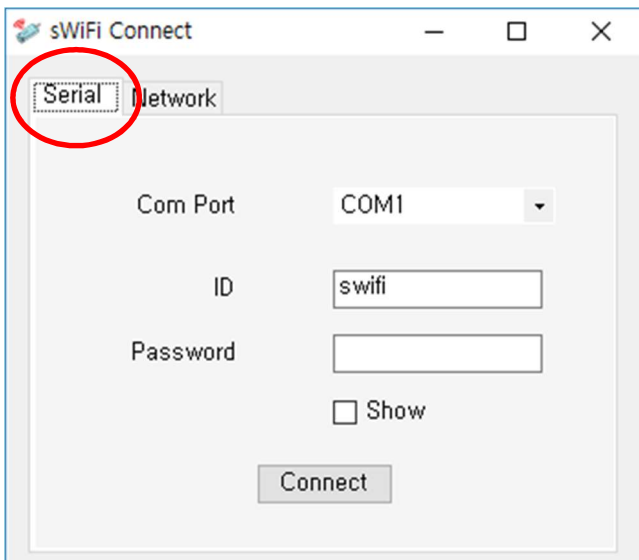 sWiFi Connect
Serial Network
Com Port COM1
ID swifi
Password
Show
Connect